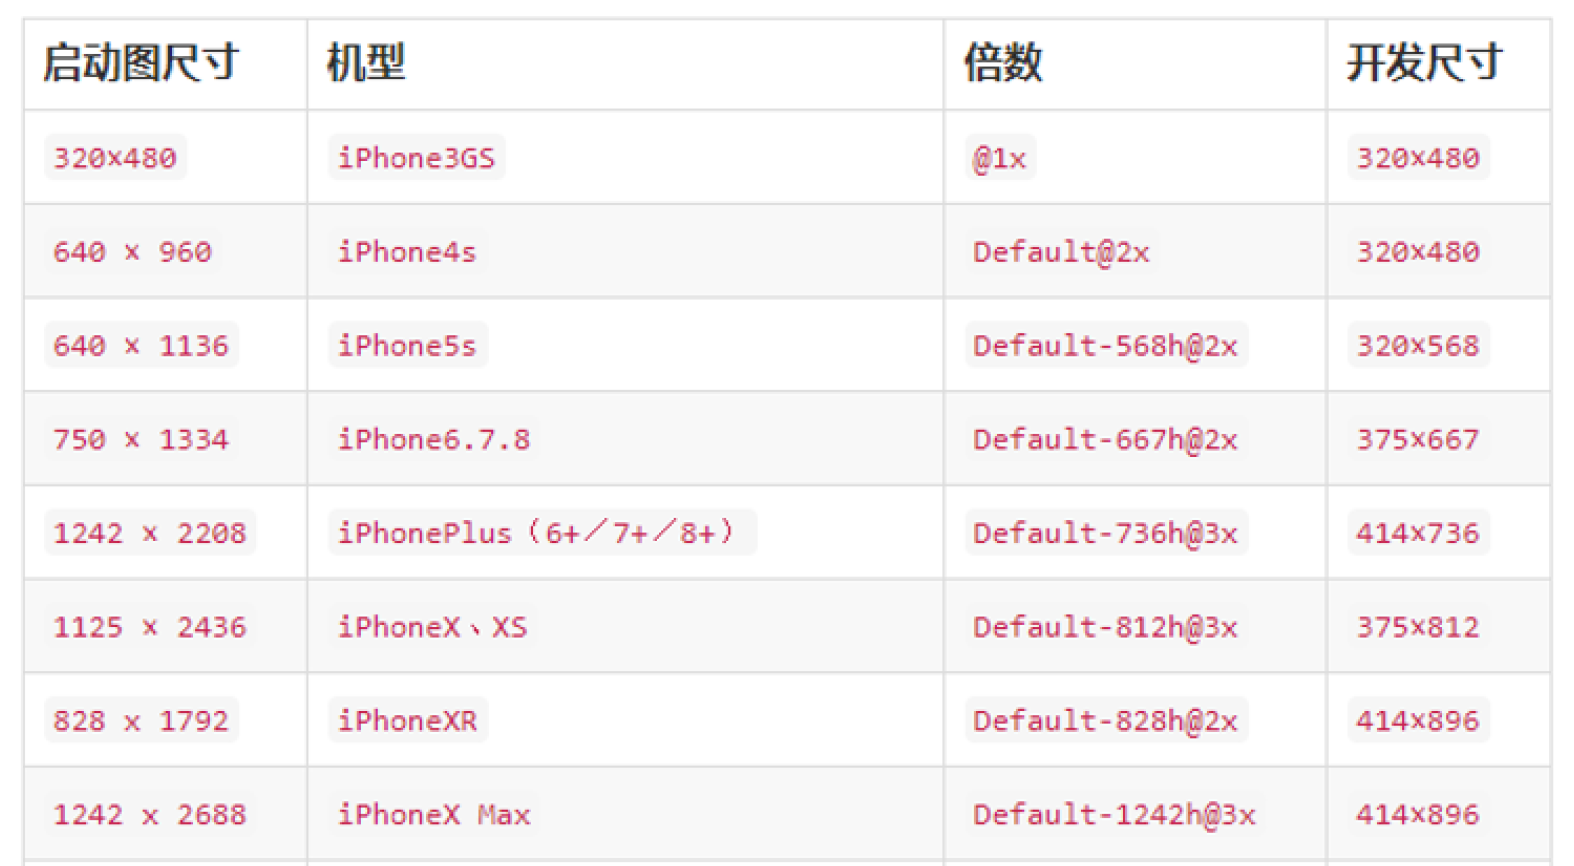 启动图尺寸 机型 倍数 开发尺寸
320×480 iPhone3GS @1x 320×480
640 × 960 iPhone4s Default@2x 320×480
640 × 1136 iPhone5s Default-568h@2x 320×568
750 × 1334 iPhone6.7.8 Default-667h@2x 375×667
1242 × 2208 iPhonePlus（6+／7+／8+） Default-736h@3x 414×736
1125 × 2436 iPhoneX、XS Default-812h@3x 375×812
828 x 1792 iPhoneXR Default-828h@2x 414×896
1242 x 2688 iPhoneX Max Default-1242h@3x 414×896